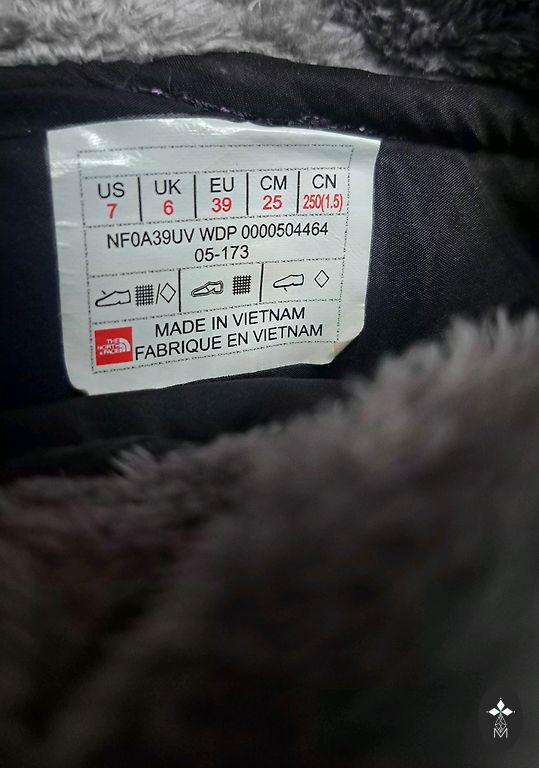 US UK EU CM CN
7 6 39 25 250(1.5)
NF0A39UV WDP 0000504464
05-173
THE NORTH FACE
MADE IN VIETNAM
FABRIQUE EN VIETNAM
M